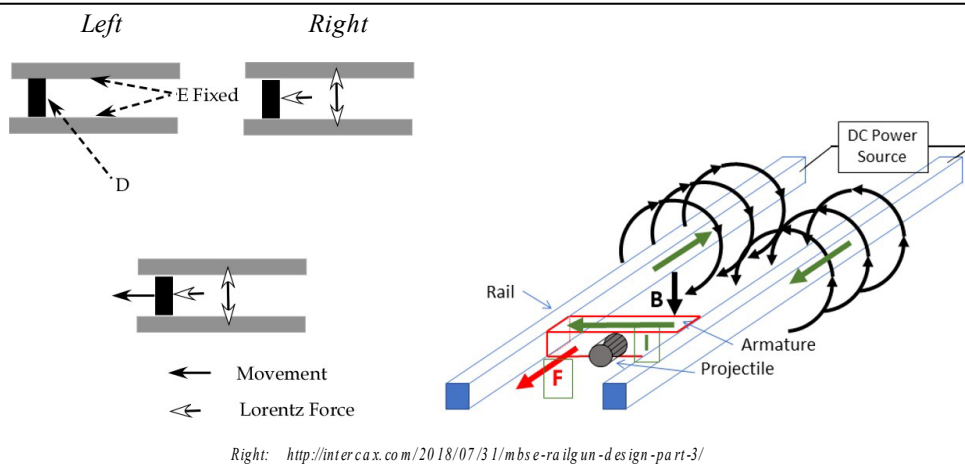 Left
Right
E Fixed
D
Movement
Lorentz Force
DC Power
Source
Rail
B
I
F
Armature
Projectile
Right: http://intercax.com/2018/07/31/mbse-railgun-design-part-3/